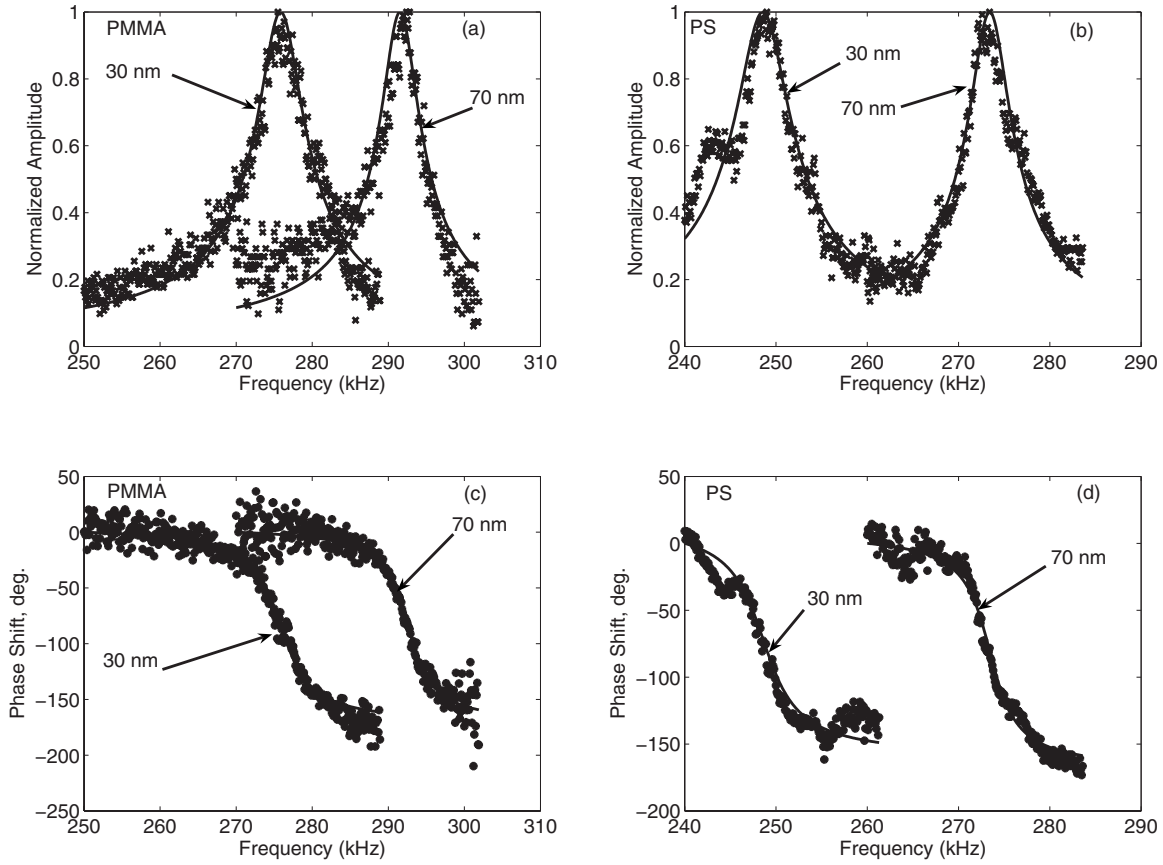 PMMA
(a)
30 nm
70 nm
Normalized Amplitude
1
0.8
0.6
0.4
0.2
0
250 260 270 280 290 300 310
Frequency (kHz)
PS
(b)
30 nm
70 nm
Normalized Amplitude
1
0.8
0.6
0.4
0.2
0
240 250 260 270 280 290
Frequency (kHz)
PMMA
(c)
70 nm
30 nm
Phase Shift, deg.
50
0
−50
−100
−150
−200
−250
250 260 270 280 290 300 310
Frequency (kHz)
PS
(d)
70 nm
30 nm
Phase Shift, deg.
50
0
−50
−100
−150
−200
240 250 260 270 280 290
Frequency (kHz)